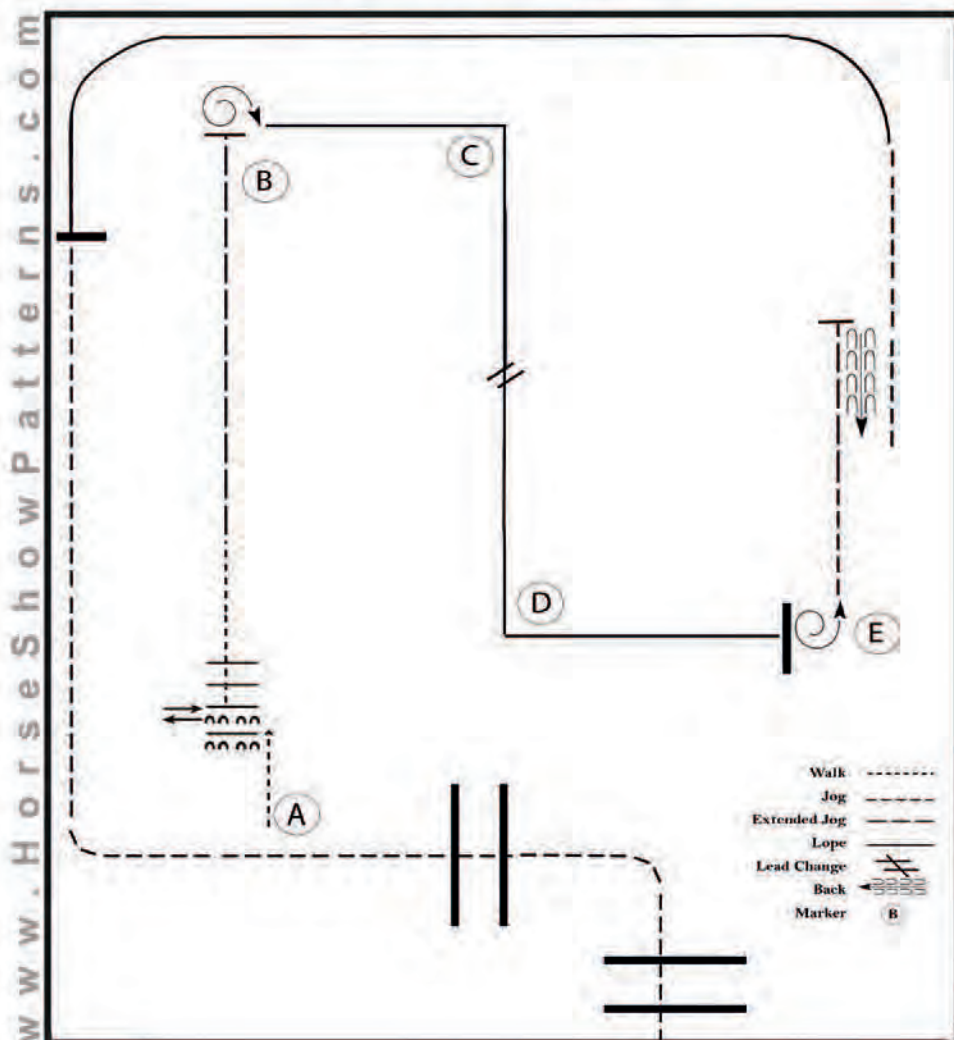 www.HorseShowPatterns.com
B
C
D
E
A
Walk
Jog
Extended Jog
Lope
Lead Change
Back
Marker B